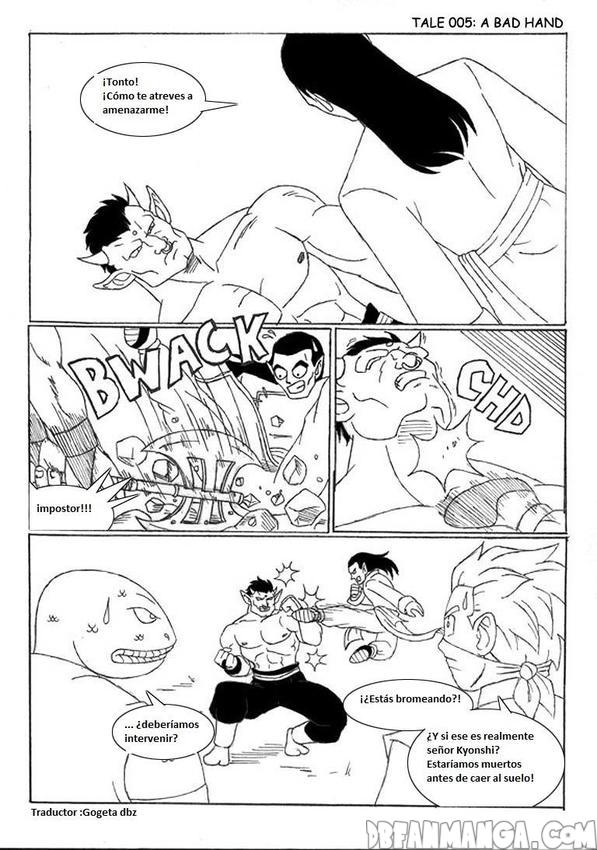 TALE 005: A BAD HAND
¡Tonto!
¡Cómo te atreves a
amenazarme!
BWACK
CHD
impostor!!!
... ¿deberíamos
intervenir?
¡¿Estás bromeando?!
¿Y si ese es realmente
señor Kyonshi?
Estaríamos muertos
antes de caer al suelo!
Traductor :Gogeta dbz
DBFANMANGA.COM